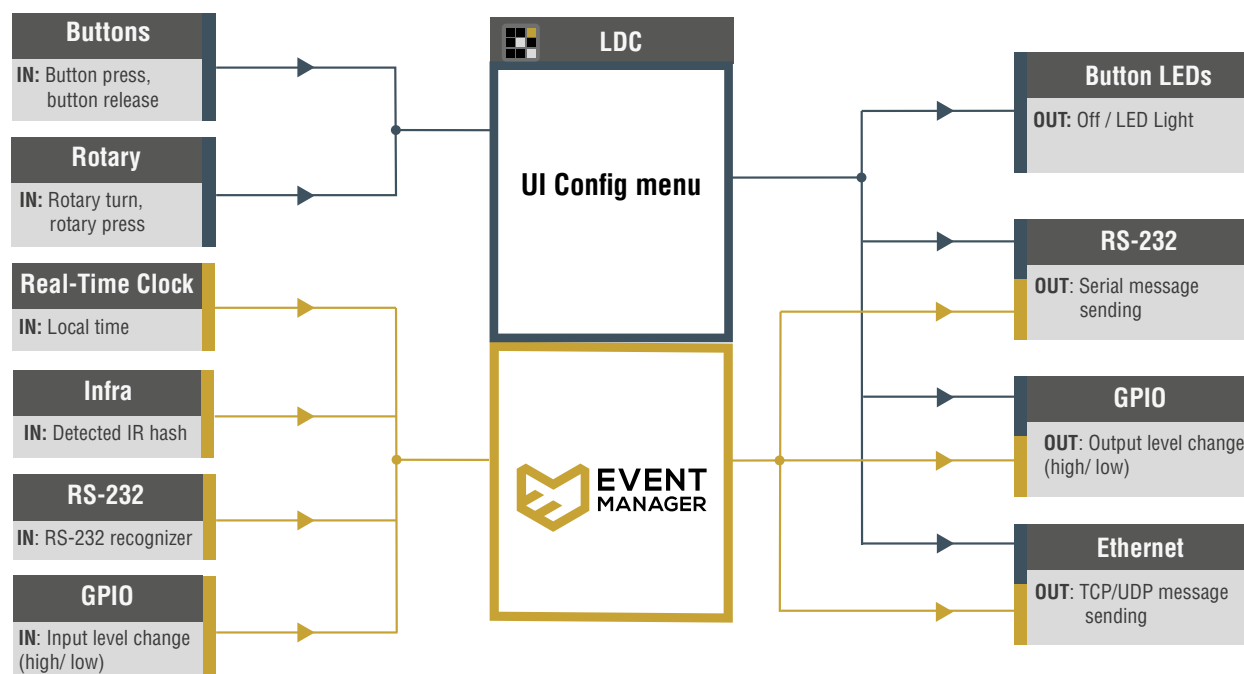 Buttons
IN: Button press,
button release
Rotary
IN: Rotary turn,
rotary press
Real-Time Clock
IN: Local time
Infra
IN: Detected IR hash
RS-232
IN: RS-232 recognizer
GPIO
IN: Input level change
(high/ low)
LDC
UI Config menu
EVENT
MANAGER
Button LEDs
OUT: Off / LED Light
RS-232
OUT: Serial message
sending
GPIO
OUT: Output level change
(high/ low)
Ethernet
OUT: TCP/UDP message
sending